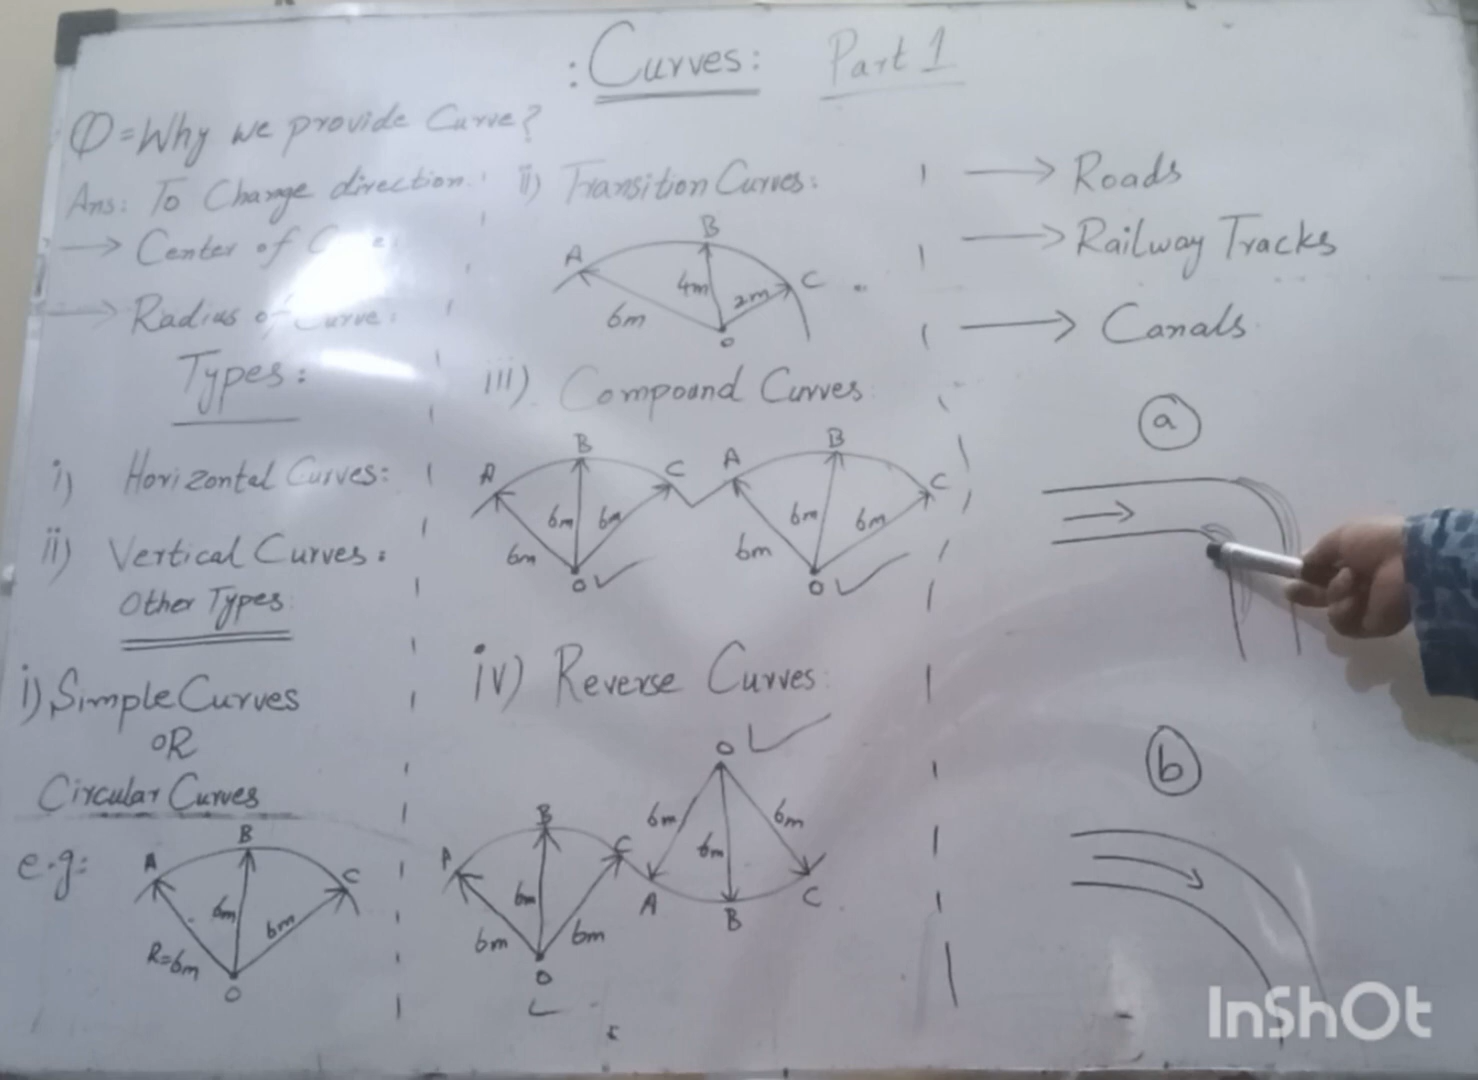 :Curves: Part 1
Q=Why we provide Curve?
Ans: To Change direction.
→ Center of
→ Radius of Curve:
Types:
i) Horizontal Curves:
ii) Vertical Curves:
Other Types
i) Simple Curves
OR
Circular Curves
e.g:
A B C
R=6m 6m 6m
O
ii) Transition Curves:
A B C
6m 4m 2m
O
iii) Compound Curves
A B C A B C
6m 6m 6m 6m 6m 6m
O O
iv) Reverse Curves:
O
6m 6m 6m
A B C A B C
6m 6m 6m
O
→ Roads
→ Railway Tracks
→ Canals
a
b
InShOt